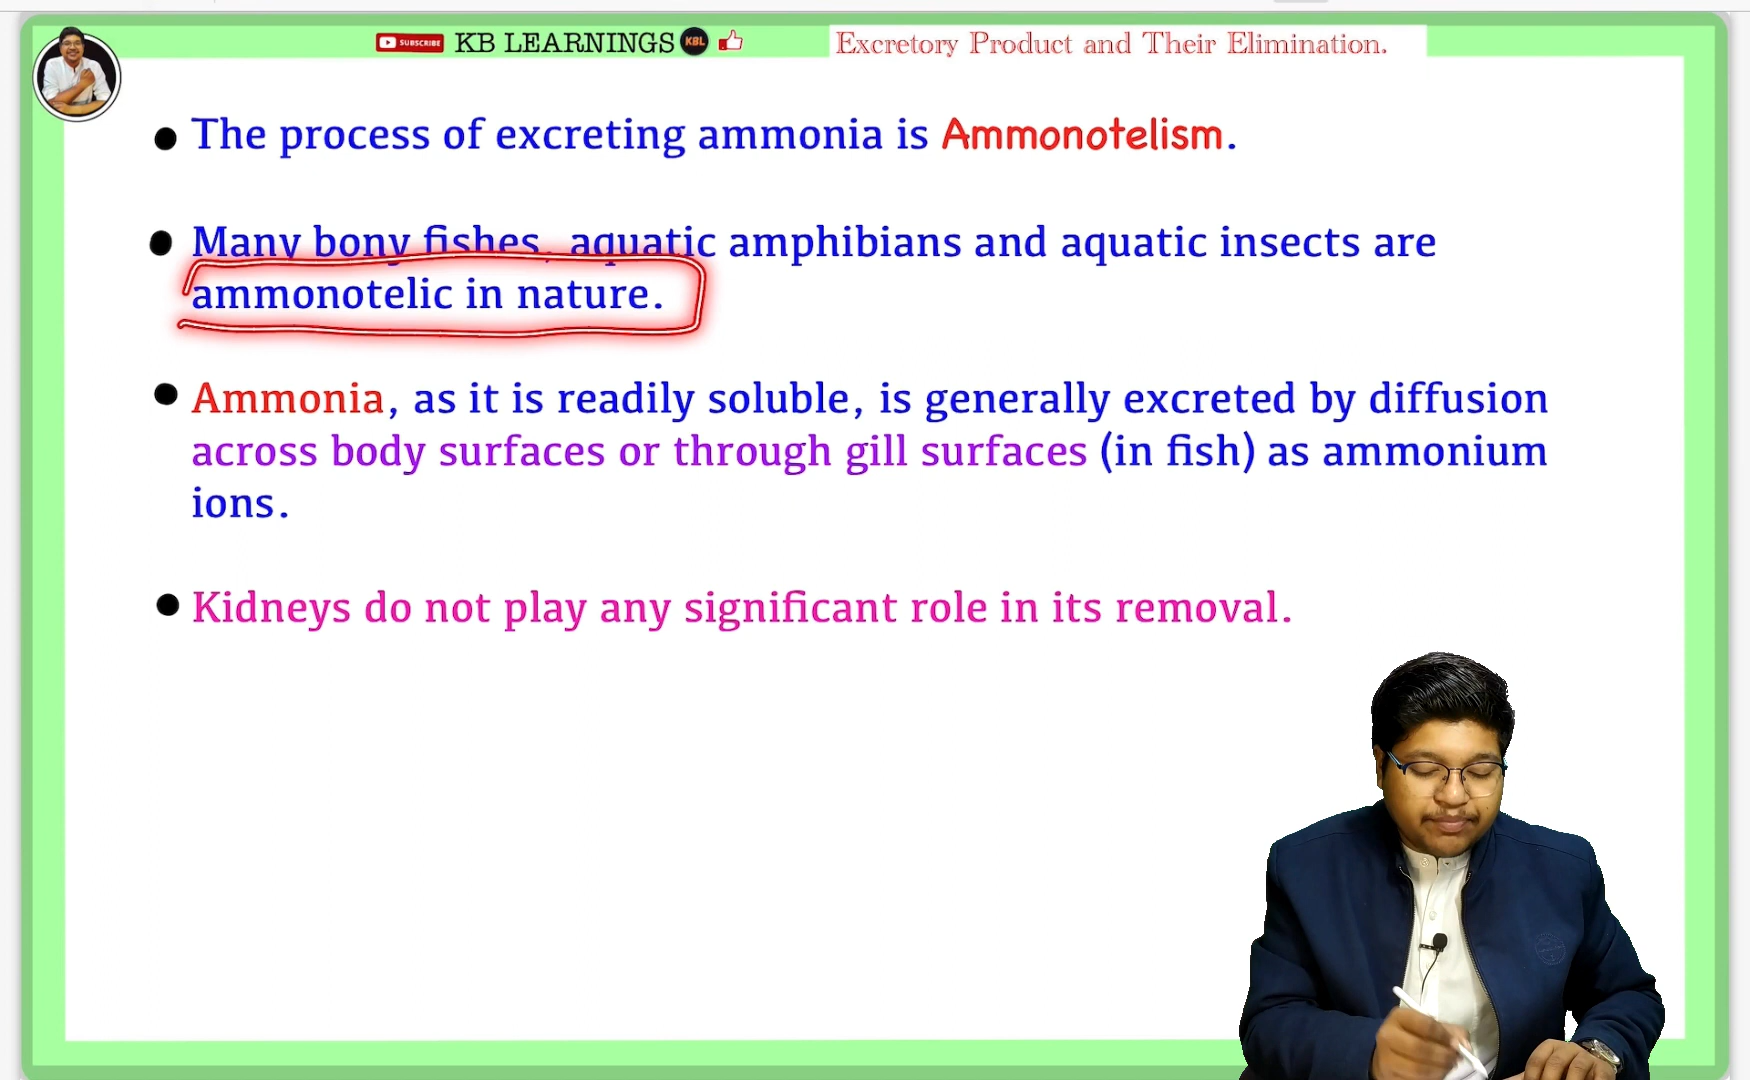 SUBSCRIBE KB LEARNINGS KBL Excretory Product and Their Elimination.
The process of excreting ammonia is Ammonotelism.
Many bony fishes, aquatic amphibians and aquatic insects are
ammonotelic in nature.
Ammonia, as it is readily soluble, is generally excreted by diffusion
across body surfaces or through gill surfaces (in fish) as ammonium
ions.
Kidneys do not play any significant role in its removal.